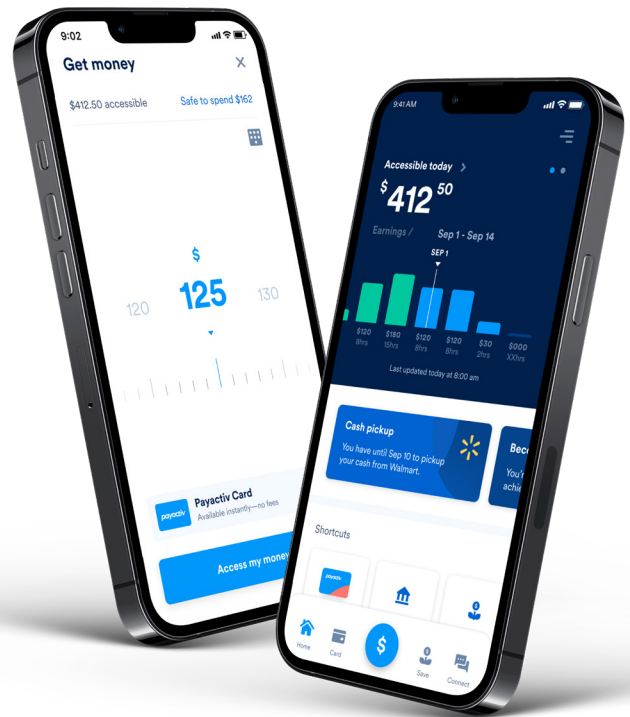 9:02
Get money
$412.50 accessible
Safe to spend $162
$
120
125
130
payactiv
Payactiv Card
Available instantly—no fees
Access my money
9:41 AM
Accessible today
$412 50
Earnings /
Sep 1 - Sep 14
SEP 1
$120 $180 $120 $120 $30 $000
8hrs 15hrs 8hrs 8hrs 2hrs XXhrs
Last updated today at 8:00 am
Cash pickup
You have until Sep 10 to pickup
your cash from Walmart.
Bec
You'r
achie
Shortcuts
payactiv
$
Home
Card
Save
Connect